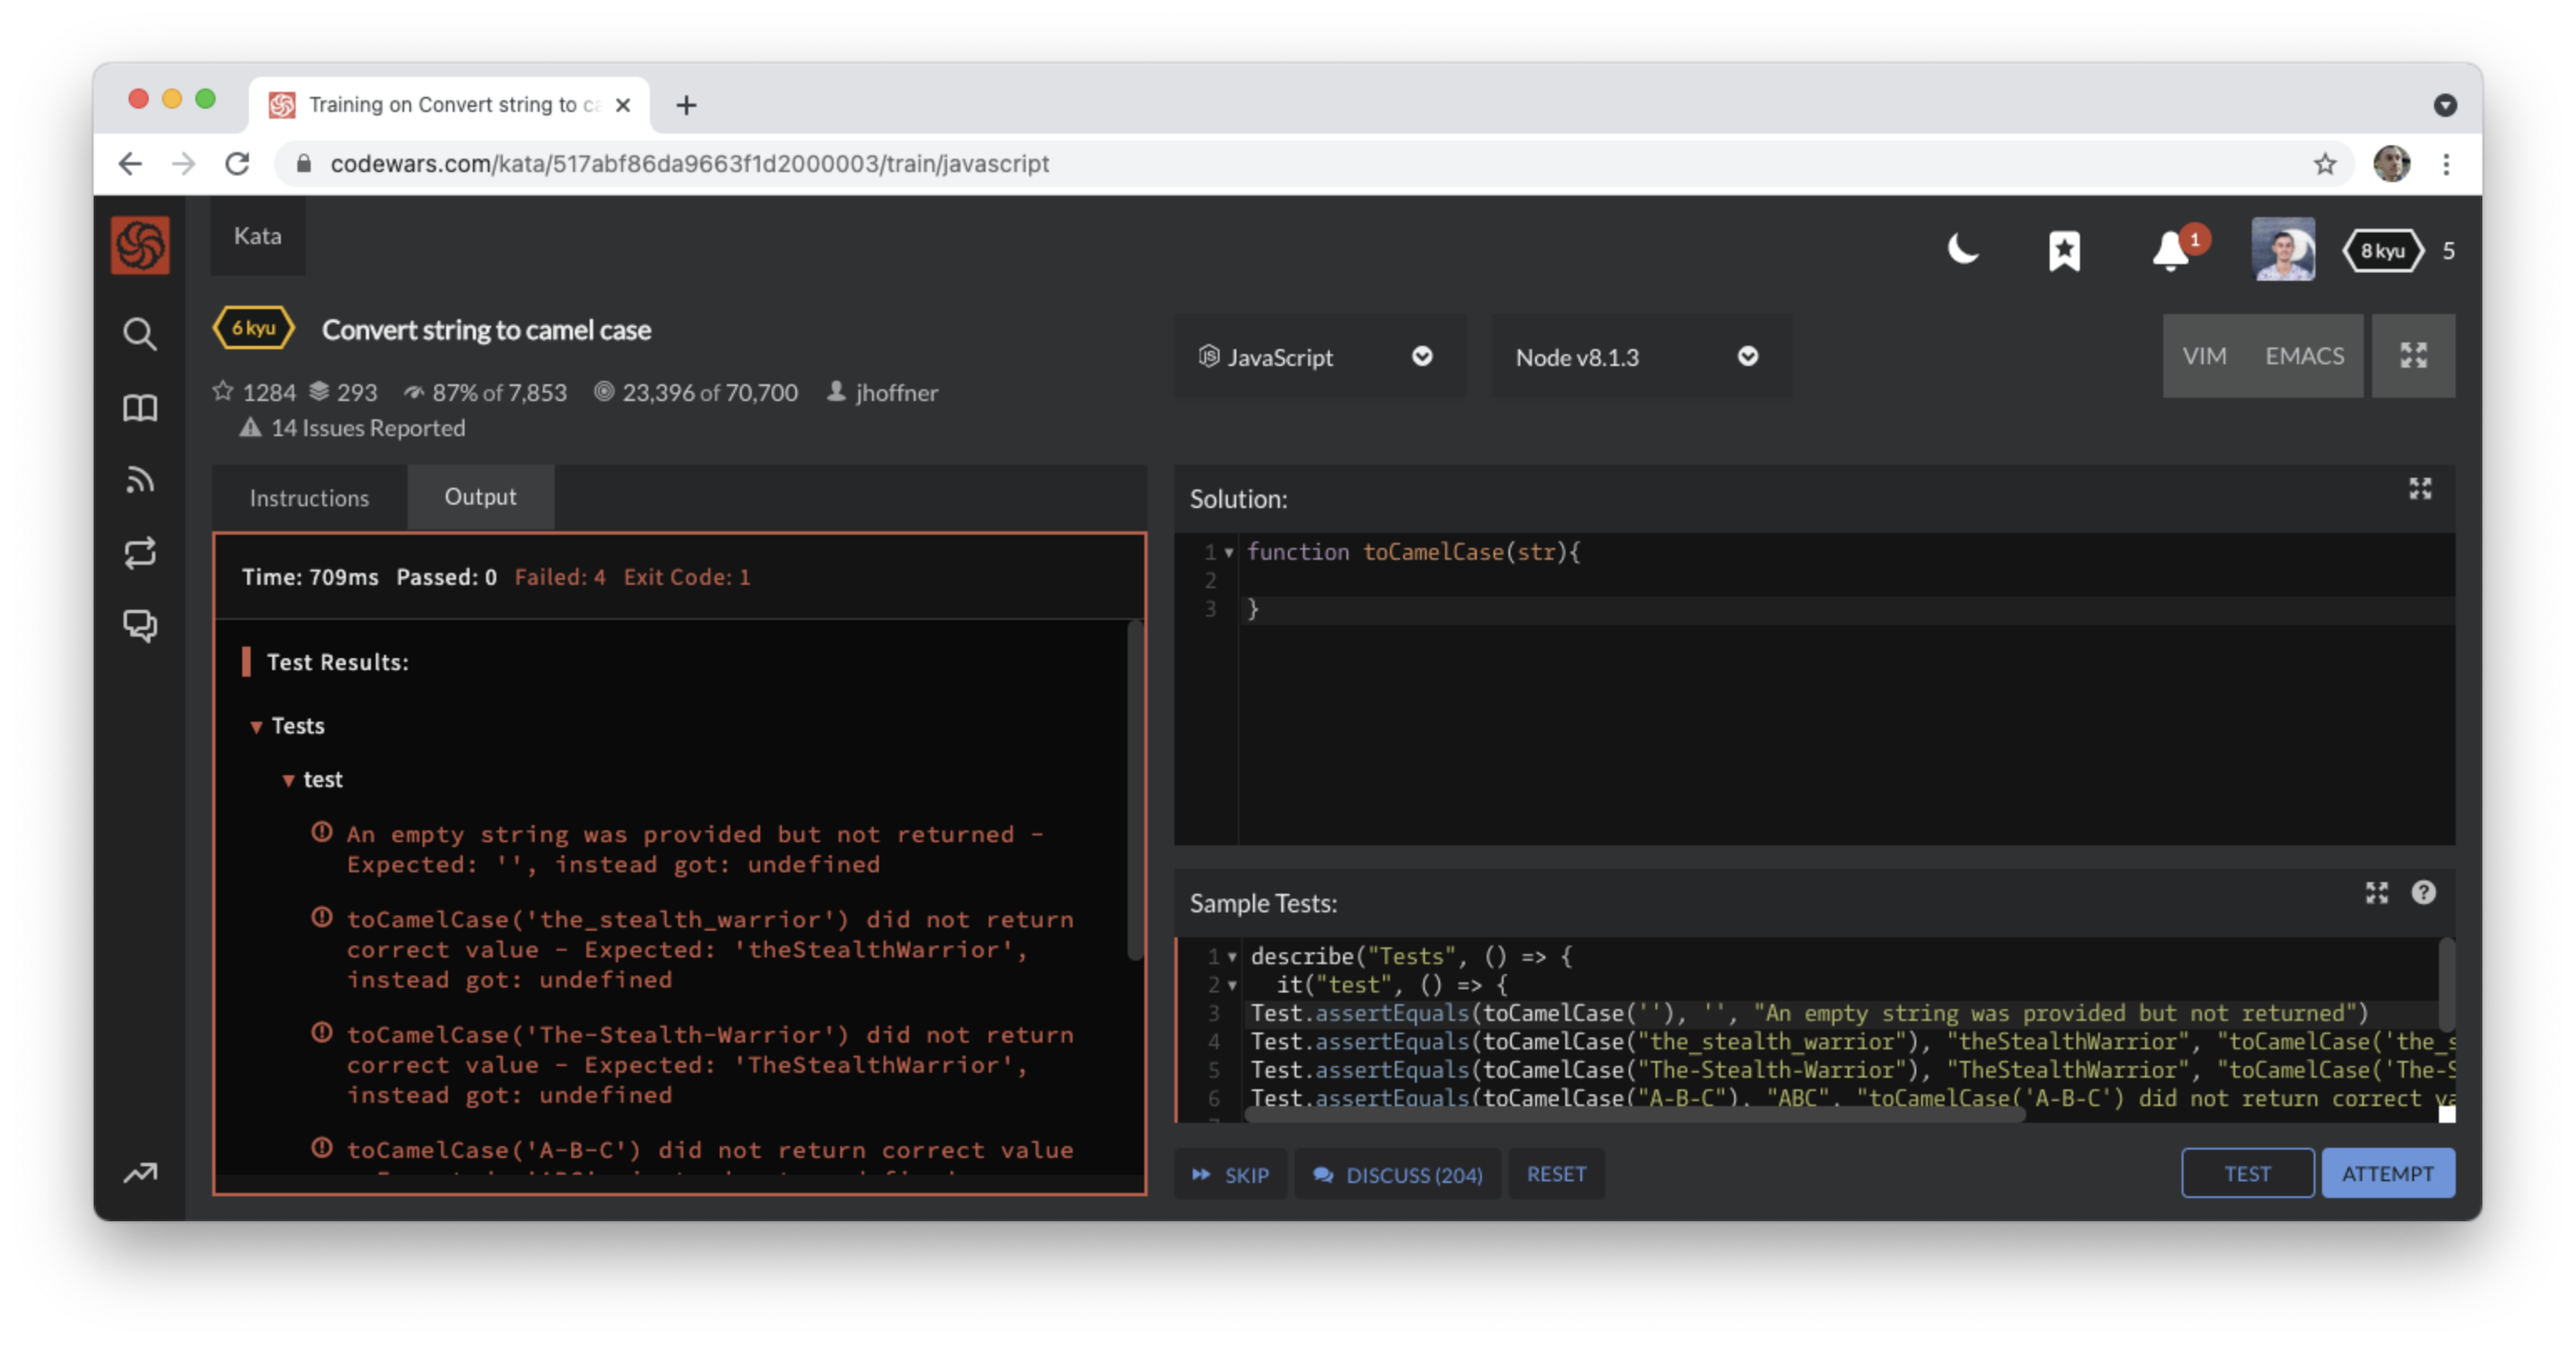 Training on Convert string to ca
codewars.com/kata/517abf86da9663f1d2000003/train/javascript
Kata
1
8 kyu 5
6 kyu Convert string to camel case
1284 293 87% of 7,853 23,396 of 70,700 jhoffner
14 Issues Reported
JavaScript
Node v8.1.3
VIM EMACS
Instructions Output
Time: 709ms Passed: 0 Failed: 4 Exit Code: 1
Test Results:
Tests
test
An empty string was provided but not returned -
Expected: '', instead got: undefined
toCamelCase('the_stealth_warrior') did not return
correct value - Expected: 'theStealthWarrior',
instead got: undefined
toCamelCase('The-Stealth-Warrior') did not return
correct value - Expected: 'TheStealthWarrior',
instead got: undefined
toCamelCase('A-B-C') did not return correct value
Solution:
1 function toCamelCase(str){
2
3 }
Sample Tests:
1 describe("Tests", () => {
2 it("test", () => {
3 Test.assertEquals(toCamelCase(''), '', "An empty string was provided but not returned")
4 Test.assertEquals(toCamelCase("the_stealth_warrior"), "theStealthWarrior", "toCamelCase('the_s
5 Test.assertEquals(toCamelCase("The-Stealth-Warrior"), "TheStealthWarrior", "toCamelCase('The-S
6 Test.assertEquals(toCamelCase("A-B-C"), "ABC", "toCamelCase('A-B-C') did not return correct va
SKIP DISCUSS (204) RESET
TEST ATTEMPT